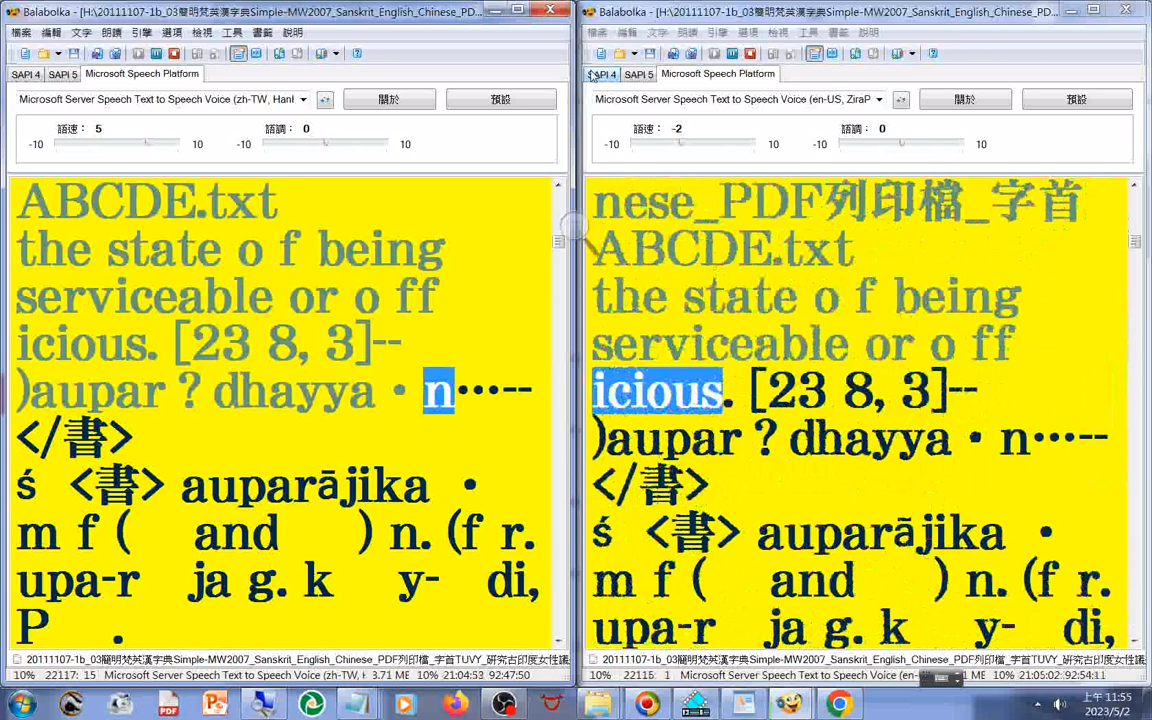 Balabolka - [H:\20111107-1b_03簡明梵英漢字典Simple-MW2007_Sanskrit_English_Chinese_PD...
檔案 編輯 文字 朗讀 引擎 選項 檢視 工具 書籤 說明
SAPI 4 SAPI 5 Microsoft Speech Platform
Microsoft Server Speech Text to Speech Voice (zh-TW, Hanl
關於 預設
語速： 5 語調： 0
-10 10 -10 10
ABCDE.txt
the state o f being
serviceable or o ff
icious. [23 8, 3]--
)aupar ? dhayya • n…--
</書>
ś <書> auparājika •
m f ( and ) n. (f r.
upa-r ja g. k y- di,
P .
20111107-1b_03簡明梵英漢字典Simple-MW2007_Sanskrit_English_Chinese_PDF列印檔_字首TUVY_研究古印度女性議
10% 22117: 15 Microsoft Server Speech Text to Speech Voice (zh-TW, H 3.71 MB 10% 21:04:53 92:47:50
Balabolka - [H:\20111107-1b_03簡明梵英漢字典Simple-MW2007_Sanskrit_English_Chinese_PD...
檔案 編輯 文字 朗讀 引擎 選項 檢視 工具 書籤 說明
SAPI 4 SAPI 5 Microsoft Speech Platform
Microsoft Server Speech Text to Speech Voice (en-US, ZiraP
關於 預設
語速： -2 語調： 0
-10 10 -10 10
nese_PDF列印檔_字首
ABCDE.txt
the state o f being
serviceable or o ff
icious. [23 8, 3]--
)aupar ? dhayya • n…--
</書>
ś <書> auparājika •
m f ( and ) n. (f r.
upa-r ja g. k y- di,
20111107-1b_03簡明梵英漢字典Simple-MW2007_Sanskrit_English_Chinese_PDF列印檔_字首TUVY_研究古印度女性議
10% 22115: 1 Microsoft Server Speech Text to Speech Voice (en-US 10% 21:05:02 92:54:11
上午 11:55
2023/5/2